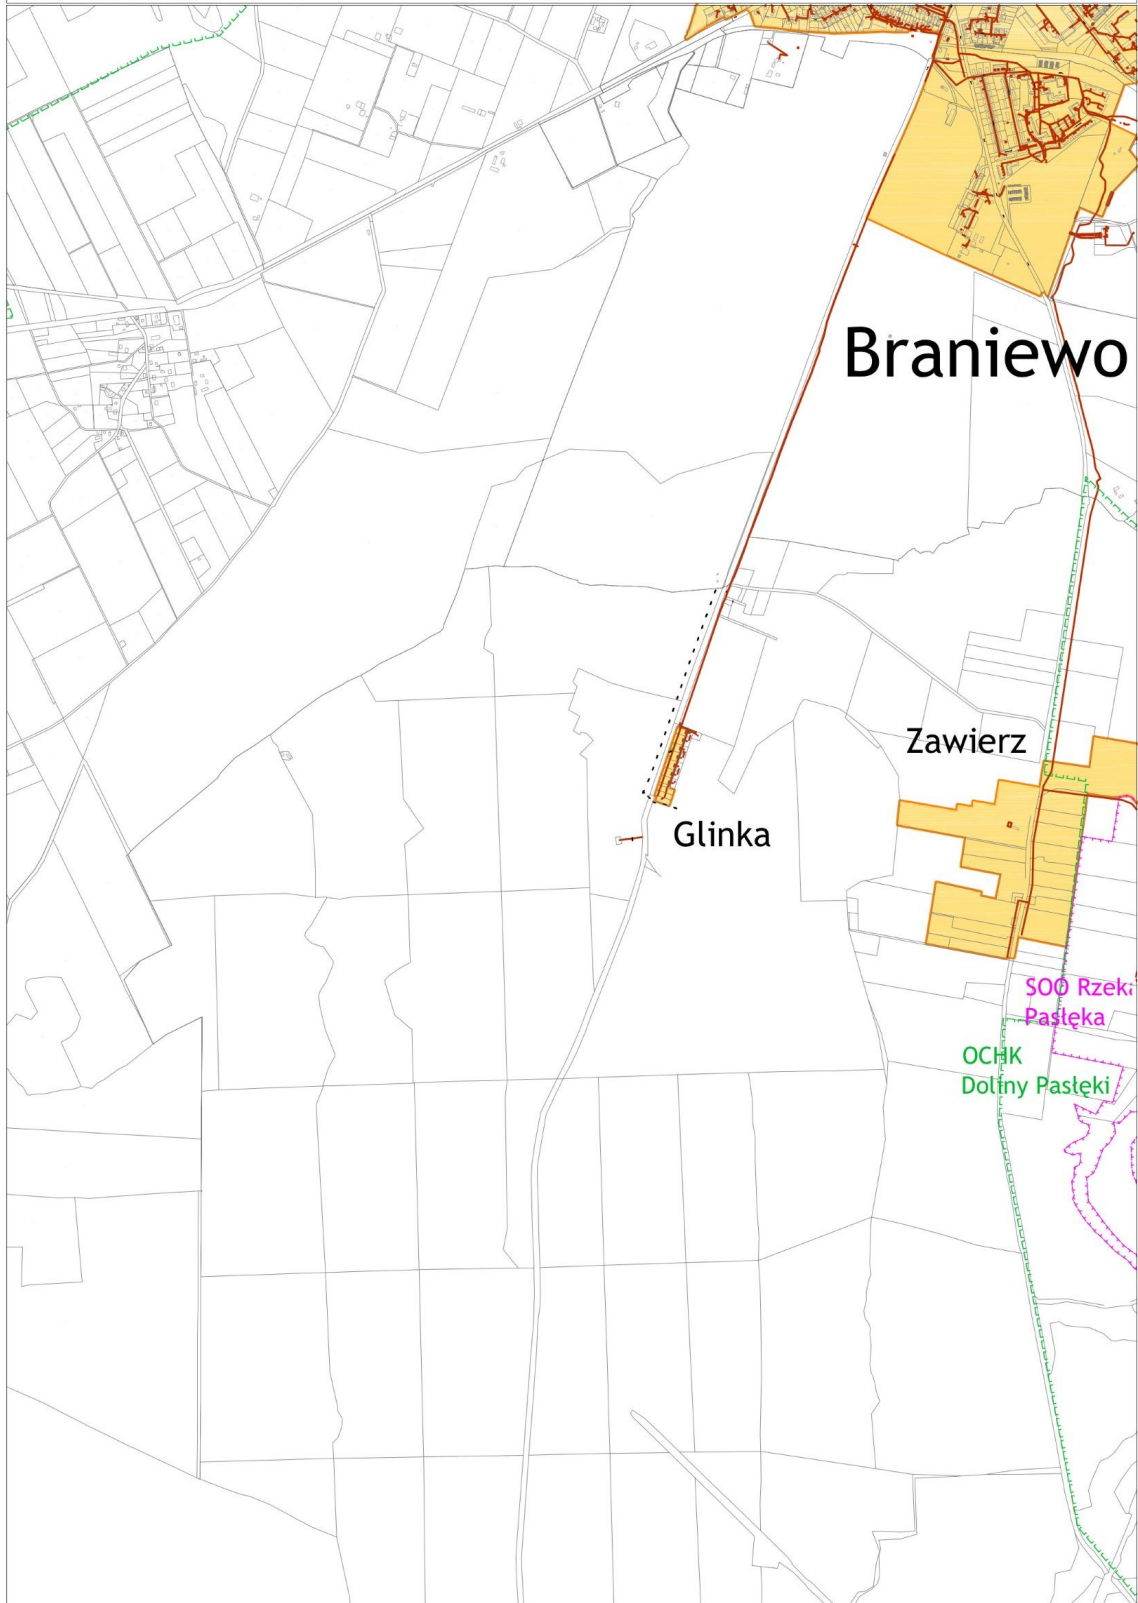 Braniewo
Zawierz
Glinka
SOO Rzeka
Pasłęka
OCHK
Doliny Pasłęki